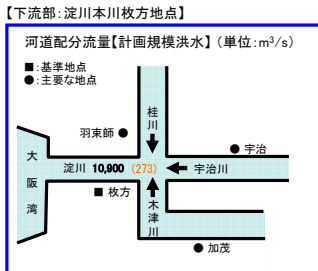 【下流部:淀川本川枚方地点】
河道配分流量【計画規模洪水】(単位:m³/s)
■:基準地点
●:主要な地点
桂川
羽束師 ●
● 宇治
大阪湾
淀川 10,900 (273)
宇治川
■ 枚方
木津川
● 加茂